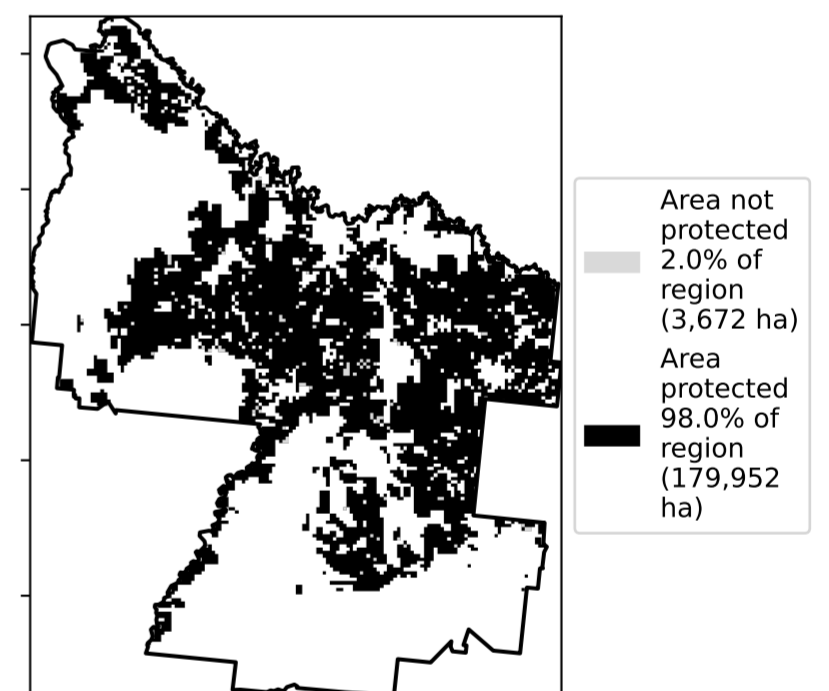 Area not
protected
2.0% of
region
(3,672 ha)
Area
protected
98.0% of
region
(179,952
ha)